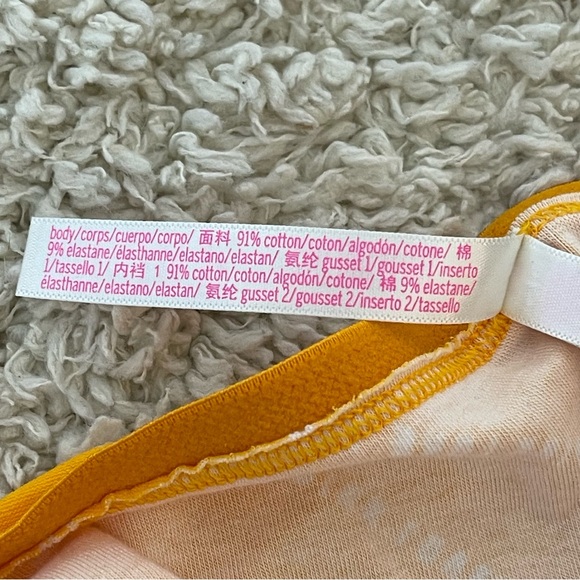 body/corps/cuerpo/corpo/ 面料 91% cotton/coton/algodón/cotone/ 棉
9% elastane/élasthanne/elastano/elastan/ 氨纶 gusset 1/gousset 1/inserto
1/tassello 1/ 内裆 1 91% cotton/coton/algodón/cotone/ 棉 9% elastane/
élasthanne/elastano/elastan/ 氨纶 gusset 2/gousset 2/inserto 2/tassello